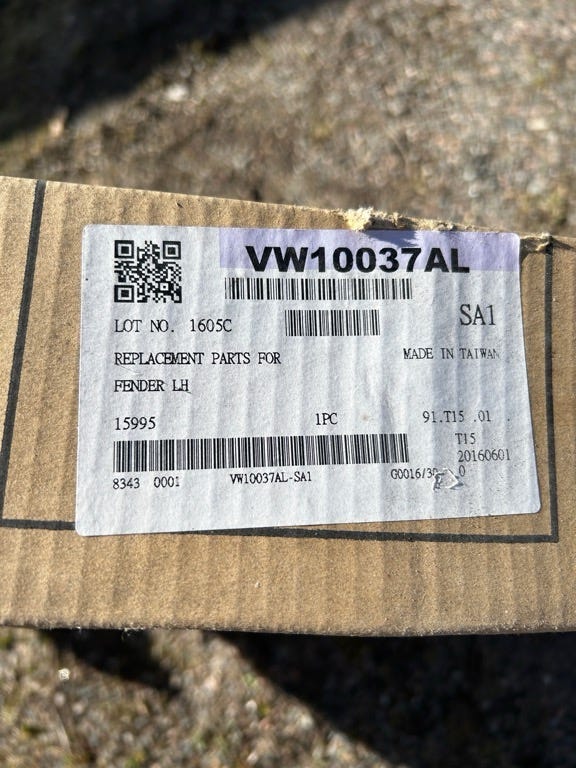 VW10037AL
LOT NO. 1605C
SA1
REPLACEMENT PARTS FOR
MADE IN TAIWAN
FENDER LH
15995 1PC 91.T15 .01 .
T15
20160601
8343 0001 VW10037AL-SA1